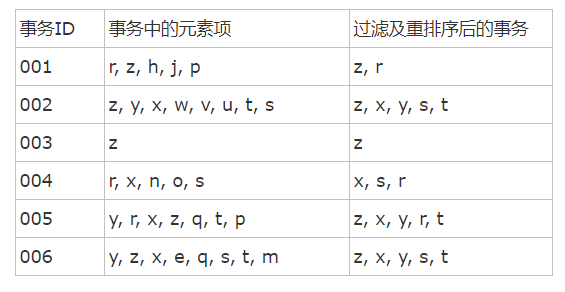 事务ID 事务中的元素项 过滤及重排序后的事务
001 r, z, h, j, p z, r
002 z, y, x, w, v, u, t, s z, x, y, s, t
003 z z
004 r, x, n, o, s x, s, r
005 y, r, x, z, q, t, p z, x, y, r, t
006 y, z, x, e, q, s, t, m z, x, y, s, t